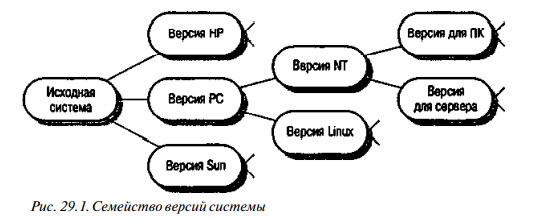 Версия HP
Версия для ПК
Версия NT
Исходная
система
Версия PC
Версия
для сервера
Версия Linux
Версия Sun
Рис. 29.1. Семейство версий системы